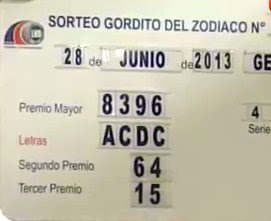 SORTEO GORDITO DEL ZODIACO N°
28 de JUNIO de 2013 GE
Premio Mayor 8396 4
Serie
Letras ACDC
Segundo Premio 64
Tercer Premio 15